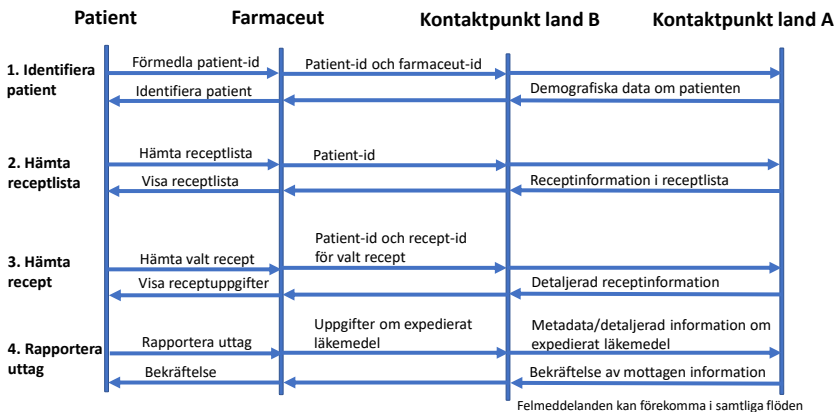 Patient
Farmaceut
Kontaktpunkt land B
Kontaktpunkt land A
1. Identifiera
patient
Förmedla patient-id
Patient-id och farmaceut-id
Identifiera patient
Demografiska data om patienten
2. Hämta
receptlista
Hämta receptlista
Patient-id
Visa receptlista
Receptinformation i receptlista
3. Hämta
recept
Hämta valt recept
Patient-id och recept-id
för valt recept
Visa receptuppgifter
Detaljerad receptinformation
4. Rapportera
uttag
Rapportera uttag
Uppgifter om expedierat
läkemedel
Metadata/detaljerad information om
expedierat läkemedel
Bekräftelse
Bekräftelse av mottagen information
Felmeddelanden kan förekomma i samtliga flöden